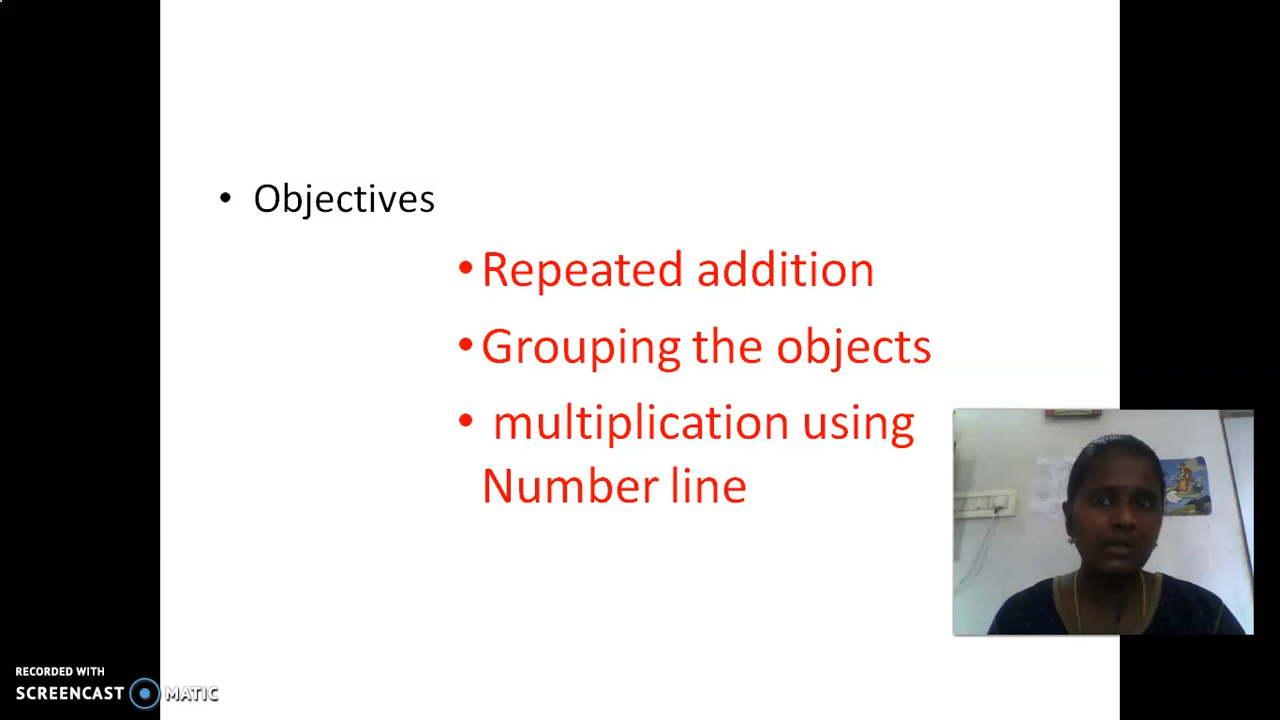 • Objectives
• Repeated addition
• Grouping the objects
• multiplication using
Number line
RECORDED WITH
SCREENCAST MATIC